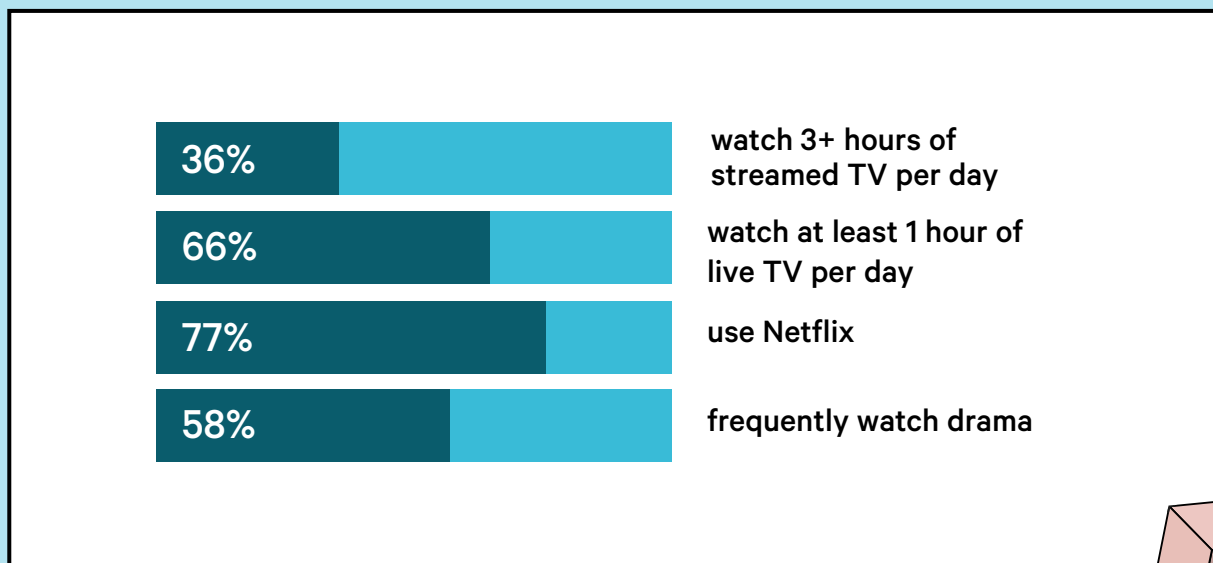 36%
watch 3+ hours of
streamed TV per day
66%
watch at least 1 hour of
live TV per day
77%
use Netflix
58%
frequently watch drama